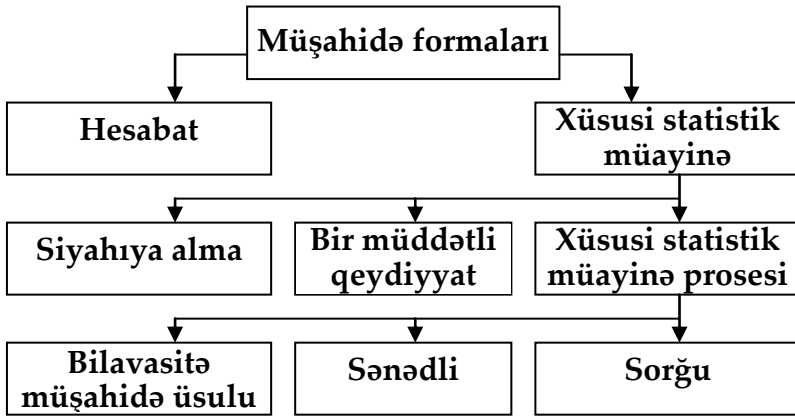 Müşahidə formaları
Hesabat
Xüsusi statistik
müayinə
Siyahıya alma
Bir müddətli
qeydiyyat
Xüsusi statistik
müayinə prosesi
Bilavasitə
müşahidə üsulu
Sənədli
Sorğu